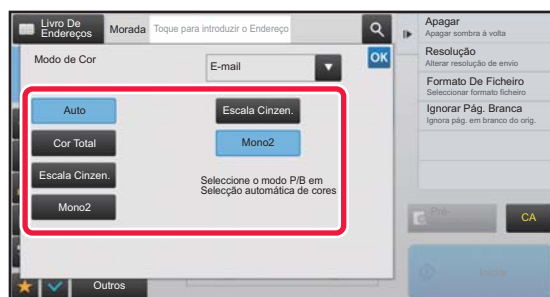 Livro De
Endereços
Morada
Toque para introduzir o Endereço
Modo de Cor
E-mail
OK
Auto
Cor Total
Escala Cinzen.
Mono2
Escala Cinzen.
Mono2
Seleccione o modo P/B em
Selecção automática de cores
Outros
Apagar
Apagar sombra à volta
Resolução
Alterar resolução de envio
Formato De Ficheiro
Seleccionar formato ficheiro
Ignorar Pág. Branca
Ignora pág. em branco do orig.
Pré-
CA
Iniciar